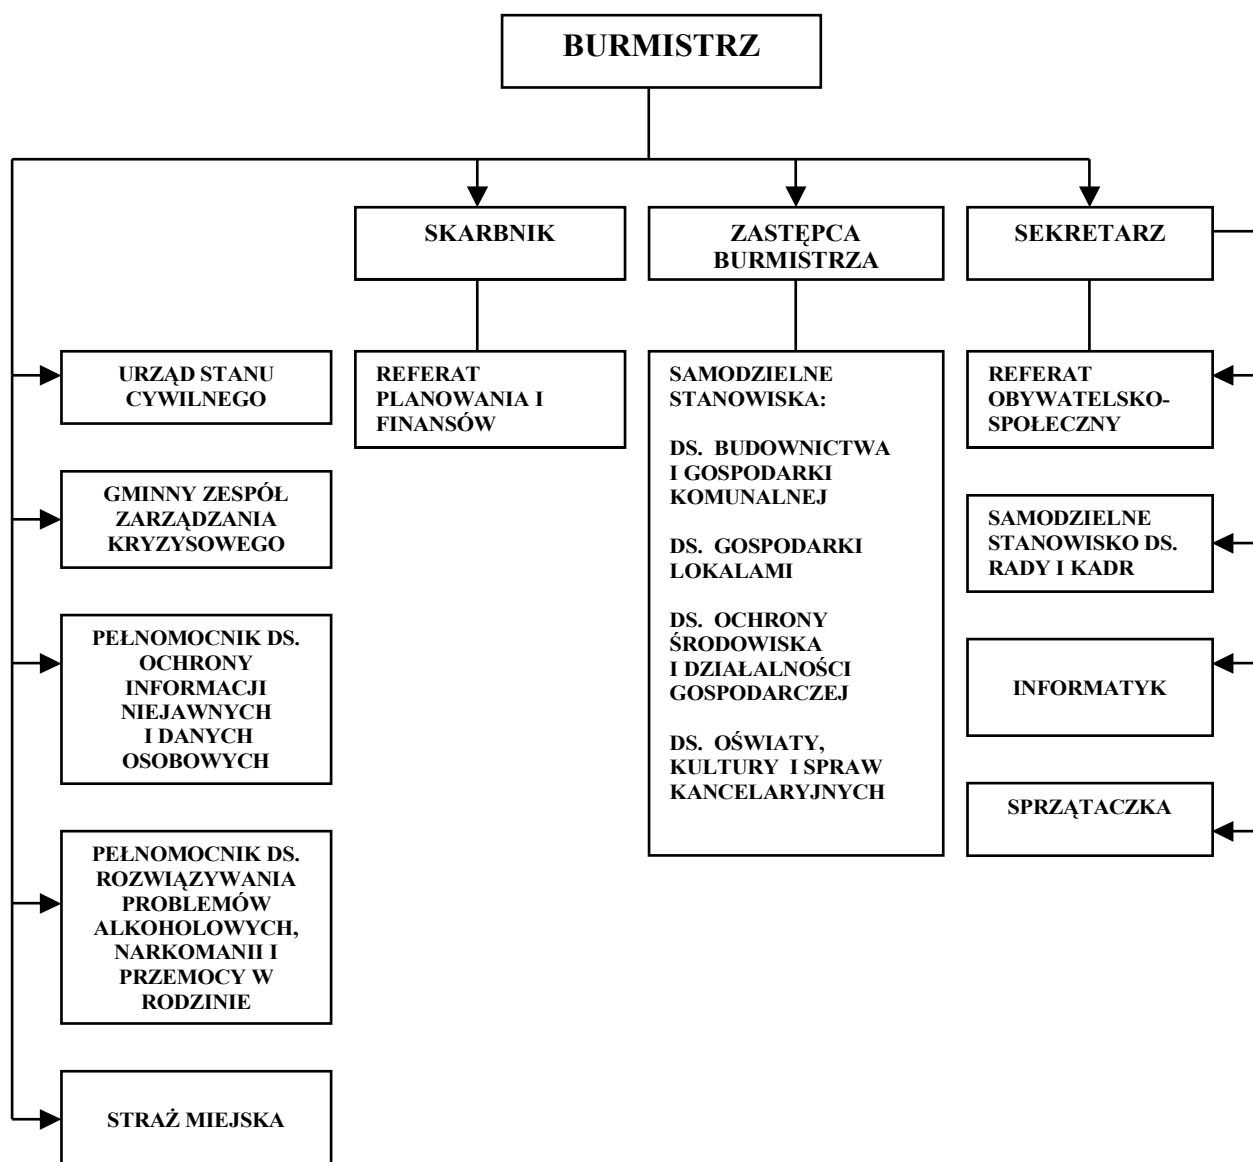 BURMISTRZ
SKARBNIK
ZASTĘPCA
BURMISTRZA
SEKRETARZ
URZĄD STANU
CYWILNEGO
GMINNY ZESPÓŁ
ZARZĄDZANIA
KRYZYSOWEGO
PEŁNOMOCNIK DS.
OCHRONY
INFORMACJI
NIEJAWNYCH
I DANYCH
OSOBOWYCH
PEŁNOMOCNIK DS.
ROZWIĄZYWANIA
PROBLEMÓW
ALKOHOLOWYCH,
NARKOMANII I
PRZEMOCY W
RODZINIE
STRAŻ MIEJSKA
REFERAT
PLANOWANIA I
FINANSÓW
SAMODZIELNE
STANOWISKA:
DS. BUDOWNICTWA
I GOSPODARKI
KOMUNALNEJ
DS. GOSPODARKI
LOKALAMI
DS. OCHRONY
ŚRODOWISKA
I DZIAŁALNOŚCI
GOSPODARCZEJ
DS. OŚWIATY,
KULTURY I SPRAW
KANCELARYJNYCH
REFERAT
OBYWATELSKO-
SPOŁECZNY
SAMODZIELNE
STANOWISKO DS.
RADY I KADR
INFORMATYK
SPRZĄTACZKA